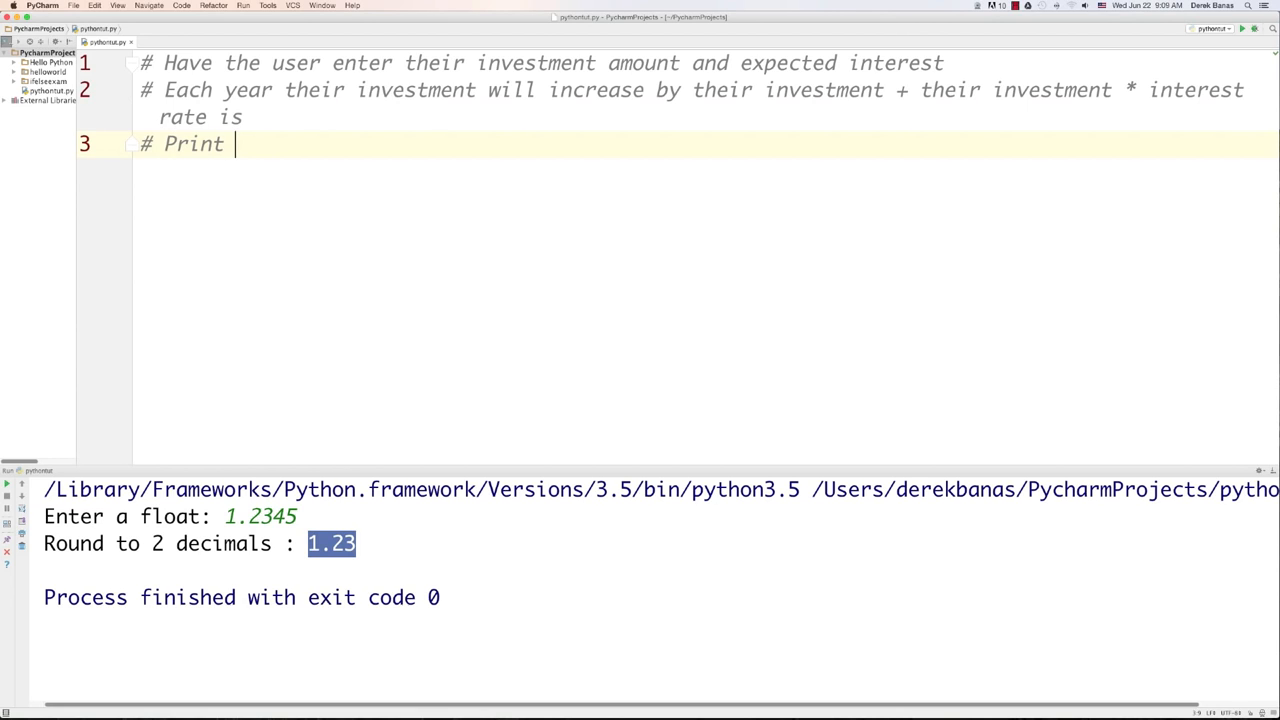 PyCharm File Edit View Navigate Code Refactor Run Tools VCS Window Help 10 Wed Jun 22 9:09 AM Derek Banas
pythontut.py - PycharmProjects - [~/PycharmProjects]
PycharmProjects pythontut.py pythontut
pythontut.py
PycharmProject
Hello Python
helloworld
ifelseexam
pythontut.py
External Librarie
1 # Have the user enter their investment amount and expected interest
2 # Each year their investment will increase by their investment + their investment * interest
rate is
3 # Print
Run pythontut
/Library/Frameworks/Python.framework/Versions/3.5/bin/python3.5 /Users/derekbanas/PycharmProjects/pytho
Enter a float: 1.2345
Round to 2 decimals : 1.23
Process finished with exit code 0
3:9 LF÷ UTF-8÷